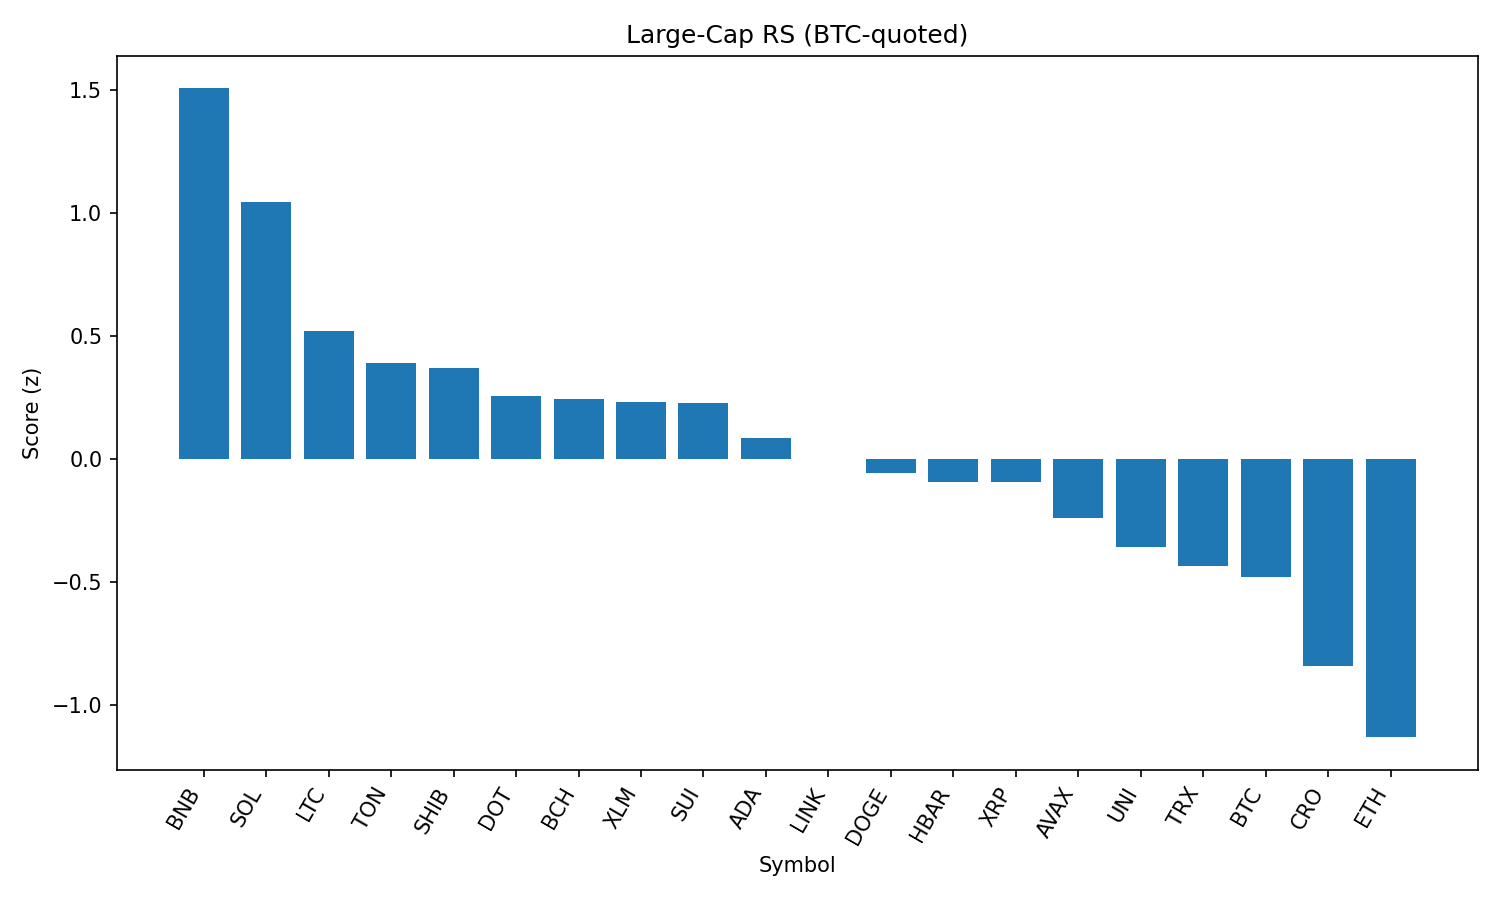 Large-Cap RS (BTC-quoted)
Score (z)
1.5
1.0
0.5
0.0
−0.5
−1.0
BNB
SOL
LTC
TON
SHIB
DOT
BCH
XLM
SUI
ADA
LINK
DOGE
HBAR
XRP
AVAX
UNI
TRX
BTC
CRO
ETH
Symbol